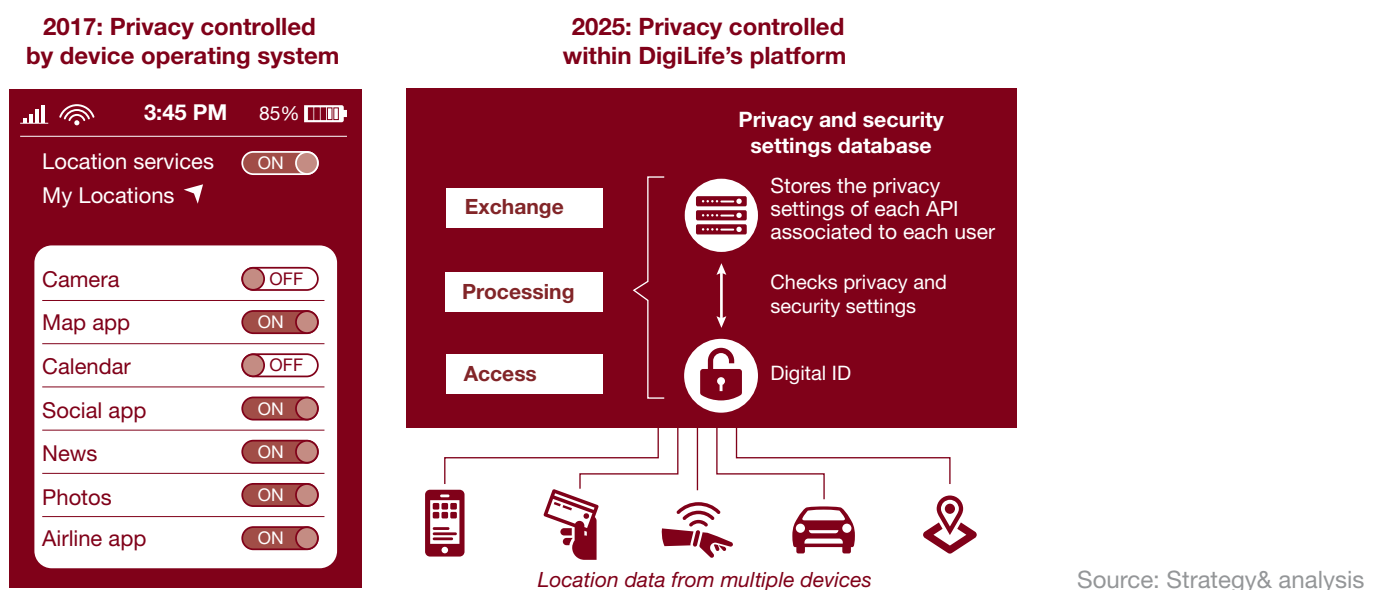 2017: Privacy controlled
by device operating system
3:45 PM 85%
Location services ON
My Locations
Camera OFF
Map app ON
Calendar OFF
Social app ON
News ON
Photos ON
Airline app ON
2025: Privacy controlled
within DigiLife’s platform
Privacy and security
settings database
Exchange
Processing
Access
Stores the privacy
settings of each API
associated to each user
Checks privacy and
security settings
Digital ID
Location data from multiple devices
Source: Strategy& analysis